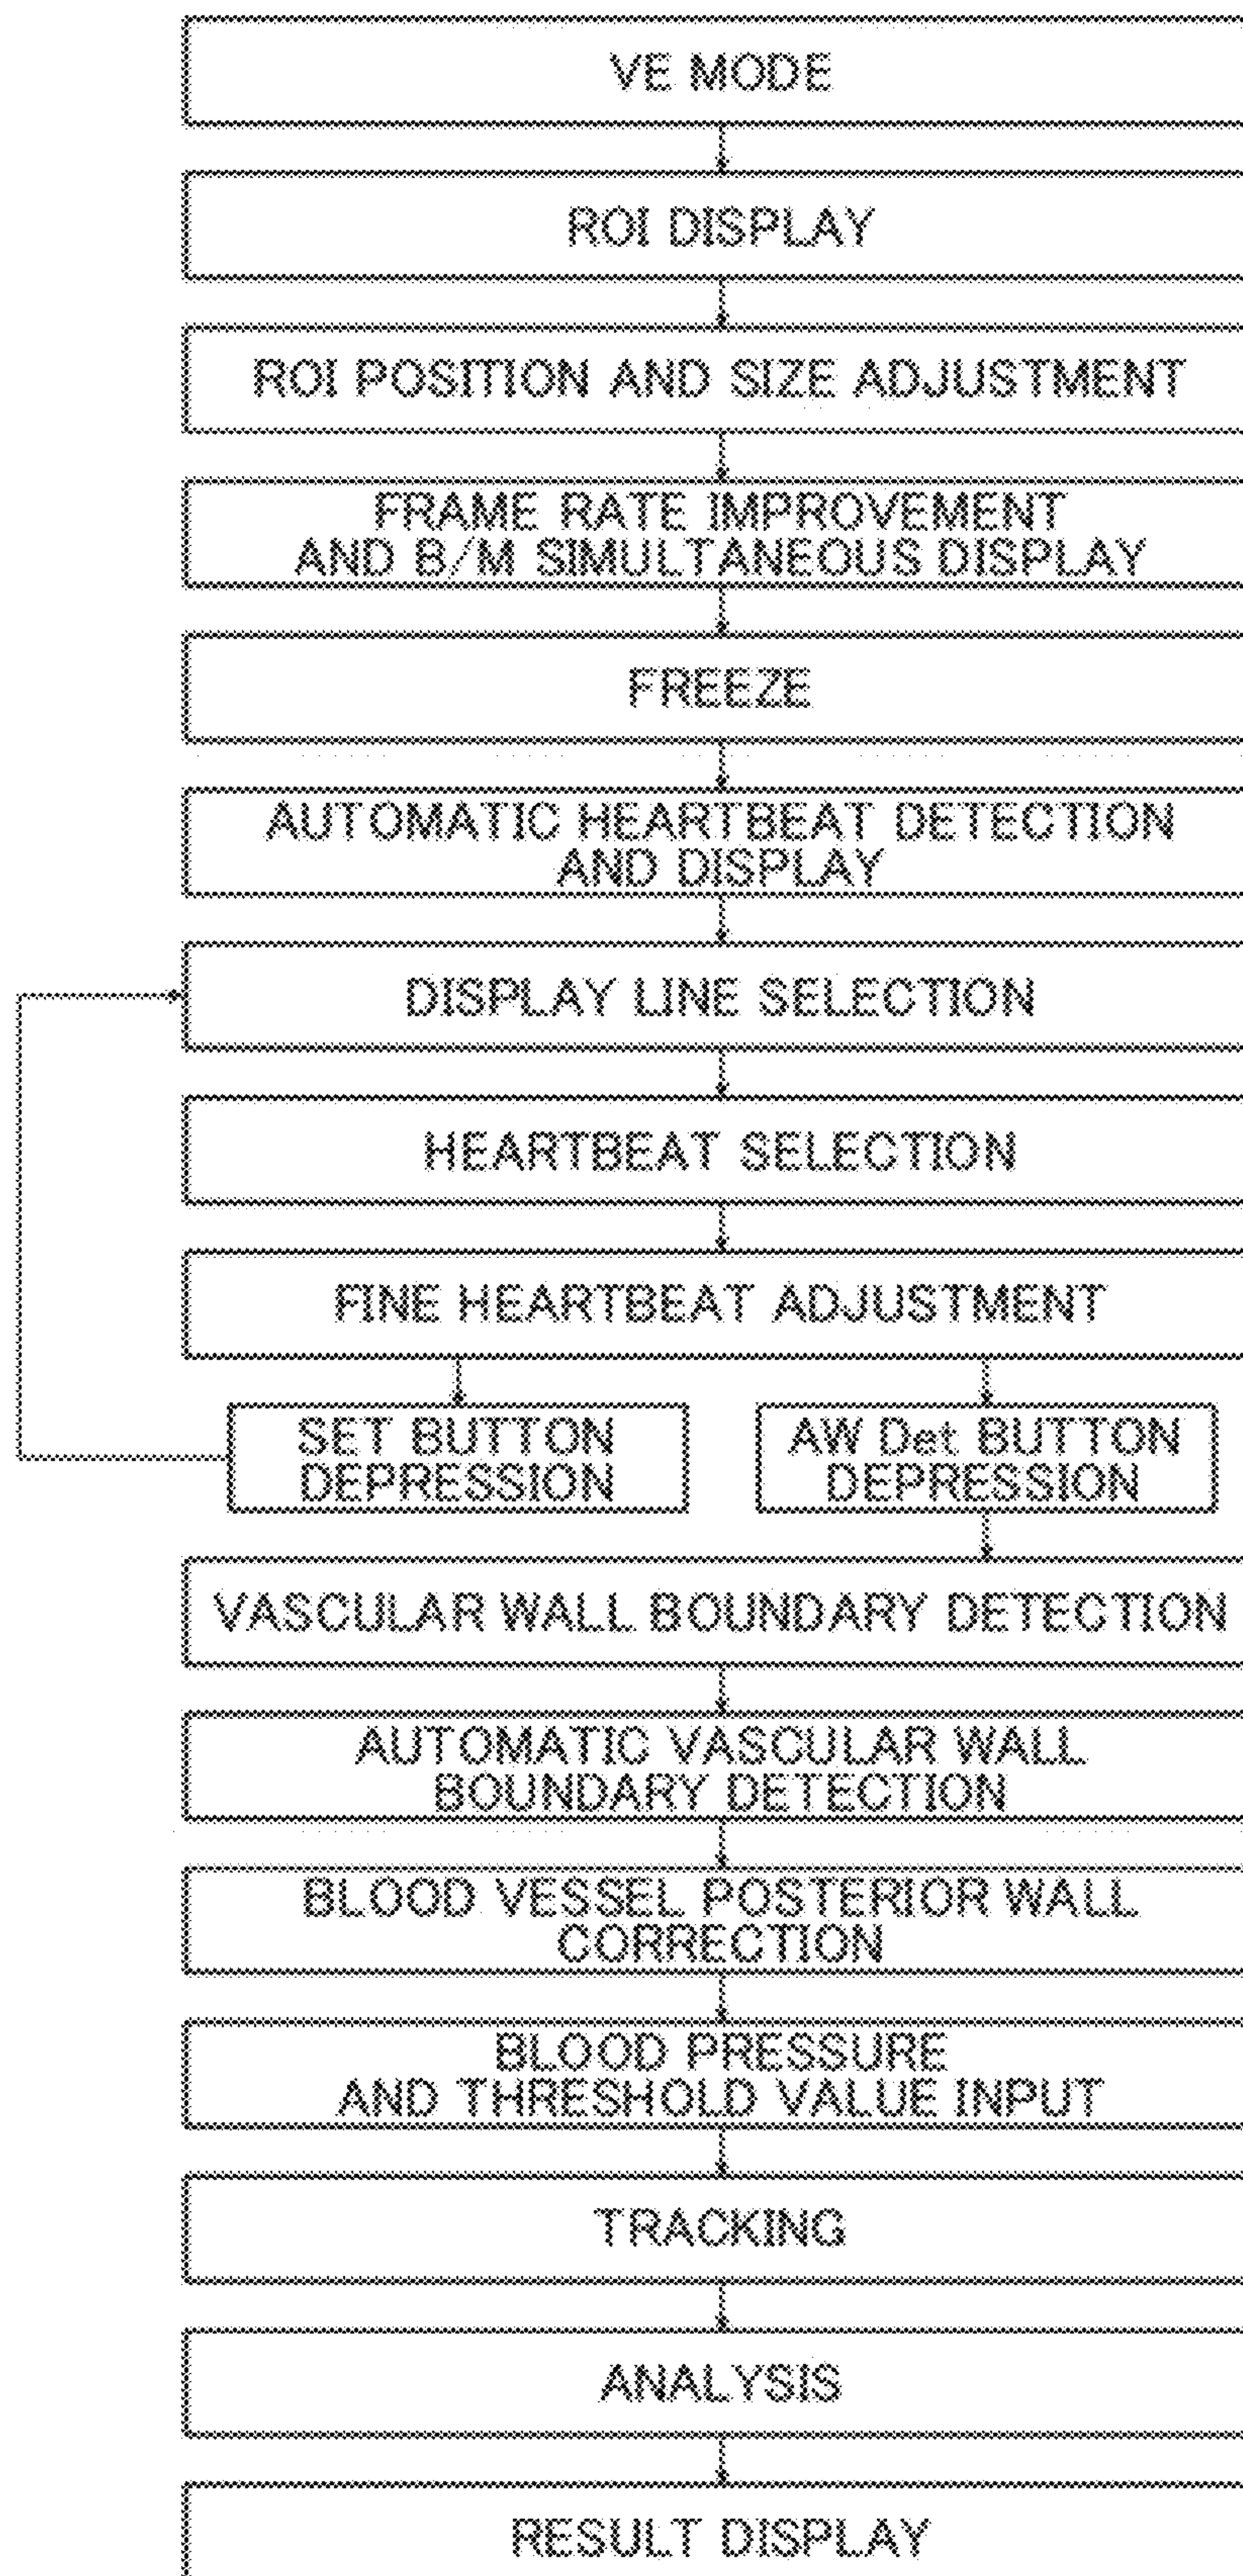 VE MODE
ROI DISPLAY
ROI POSITION AND SIZE ADJUSTMENT
FRAME RATE IMPROVEMENT
AND B/M SIMULTANEOUS DISPLAY
FREEZE
AUTOMATIC HEARTBEAT DETECTION
AND DISPLAY
DISPLAY LINE SELECTION
HEARTBEAT SELECTION
FINE HEARTBEAT ADJUSTMENT
SET BUTTON
DEPRESSION
AW Det BUTTON
DEPRESSION
VASCULAR WALL BOUNDARY DETECTION
AUTOMATIC VASCULAR WALL
BOUNDARY DETECTION
BLOOD VESSEL POSTERIOR WALL
CORRECTION
BLOOD PRESSURE
AND THRESHOLD VALUE INPUT
TRACKING
ANALYSIS
RESULT DISPLAY